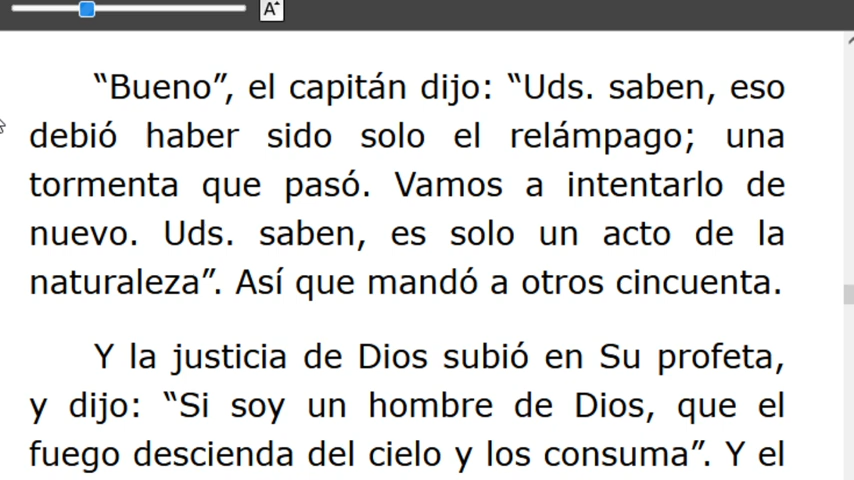 A
“Bueno”, el capitán dijo: “Uds. saben, eso
debió haber sido solo el relámpago; una
tormenta que pasó. Vamos a intentarlo de
nuevo. Uds. saben, es solo un acto de la
naturaleza”. Así que mandó a otros cincuenta.
Y la justicia de Dios subió en Su profeta,
y dijo: “Si soy un hombre de Dios, que el
fuego descienda del cielo y los consuma”. Y el